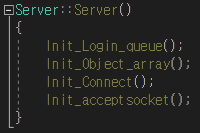 Server::Server()
{
Init_Login_queue();
Init_Object_array();
Init_Connect();
Init_acceptsocket();
}